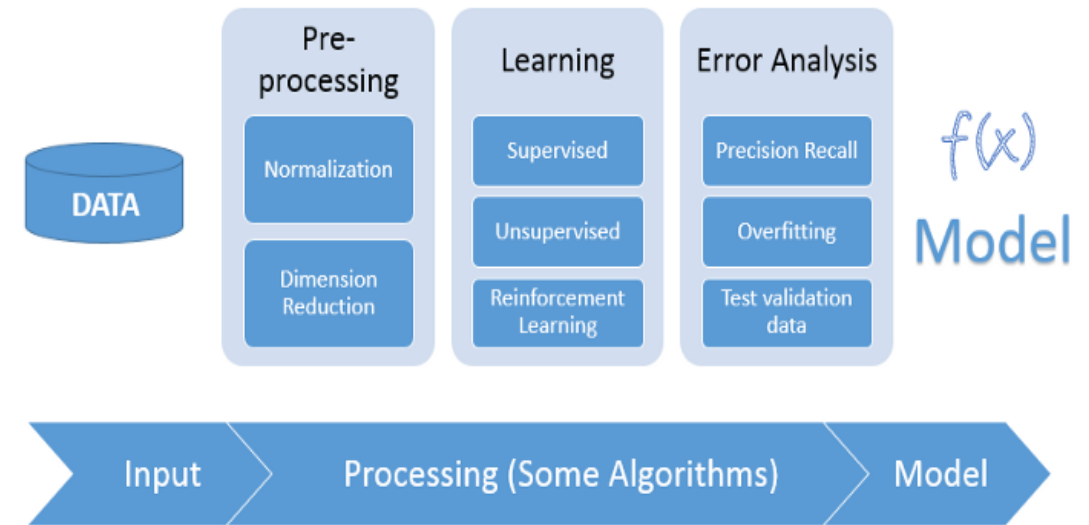 DATA
Pre-
processing
Normalization
Dimension
Reduction
Learning
Supervised
Unsupervised
Reinforcement
Learning
Error Analysis
Precision Recall
Overfitting
Test validation
data
f(x)
Model
Input
Processing (Some Algorithms)
Model